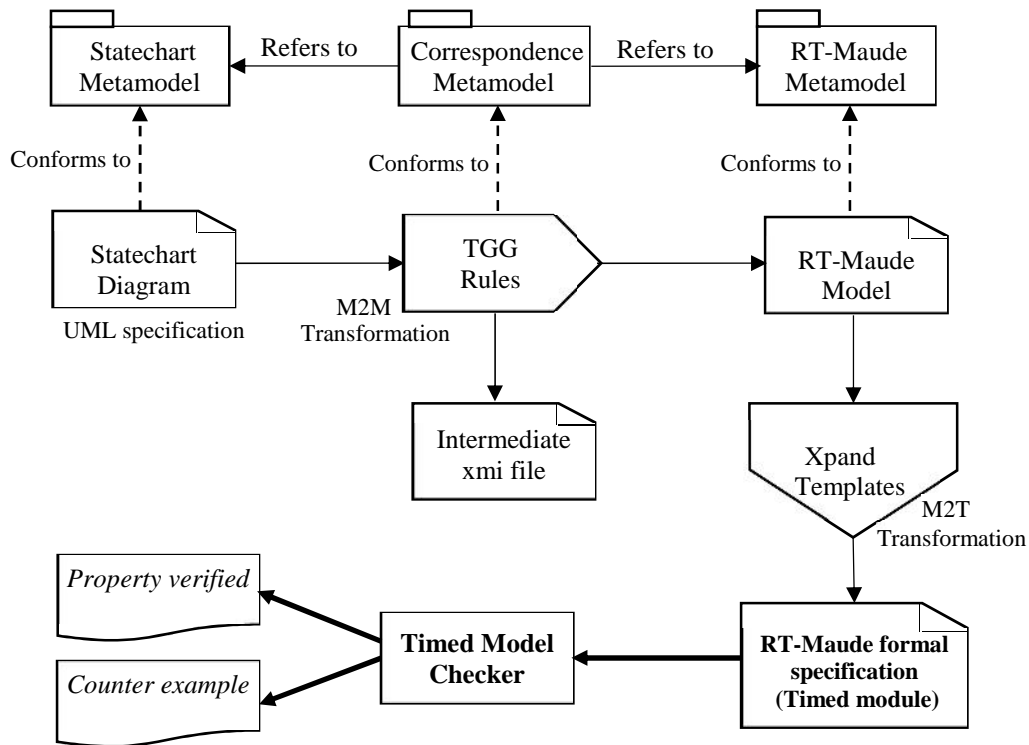 Statechart
Metamodel
Refers to
Correspondence
Metamodel
Refers to
RT-Maude
Metamodel
Conforms to
Conforms to
Conforms to
Statechart
Diagram
UML specification
M2M
Transformation
TGG
Rules
RT-Maude
Model
Intermediate
xmi file
Xpand
Templates
M2T
Transformation
Property verified
Counter example
Timed Model
Checker
RT-Maude formal
specification
(Timed module)